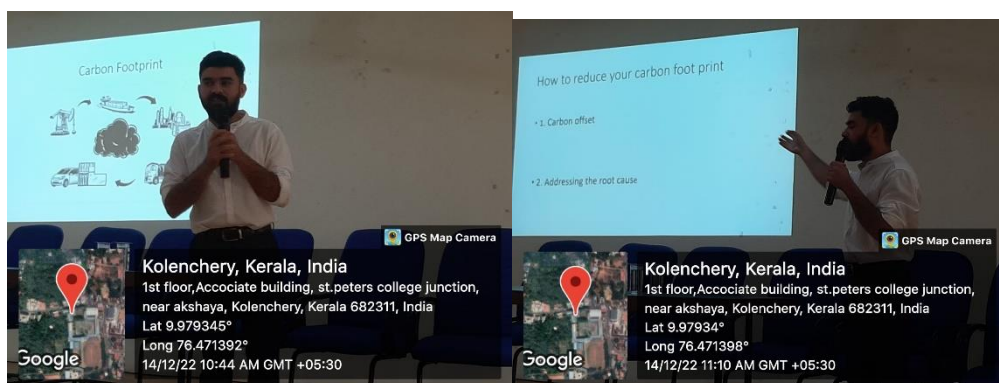 Carbon Footprint
GPS Map Camera
Kolenchery, Kerala, India
1st floor,Accociate building, st.peters college junction,
near akshaya, Kolenchery, Kerala 682311, India
Lat 9.979345°
Long 76.471392°
14/12/22 10:44 AM GMT +05:30
Google
How to reduce your carbon foot print
• 1. Carbon offset
• 2. Addressing the root cause
GPS Map Camera
Kolenchery, Kerala, India
1st floor,Accociate building, st.peters college junction,
near akshaya, Kolenchery, Kerala 682311, India
Lat 9.97934°
Long 76.471398°
14/12/22 11:10 AM GMT +05:30
Google